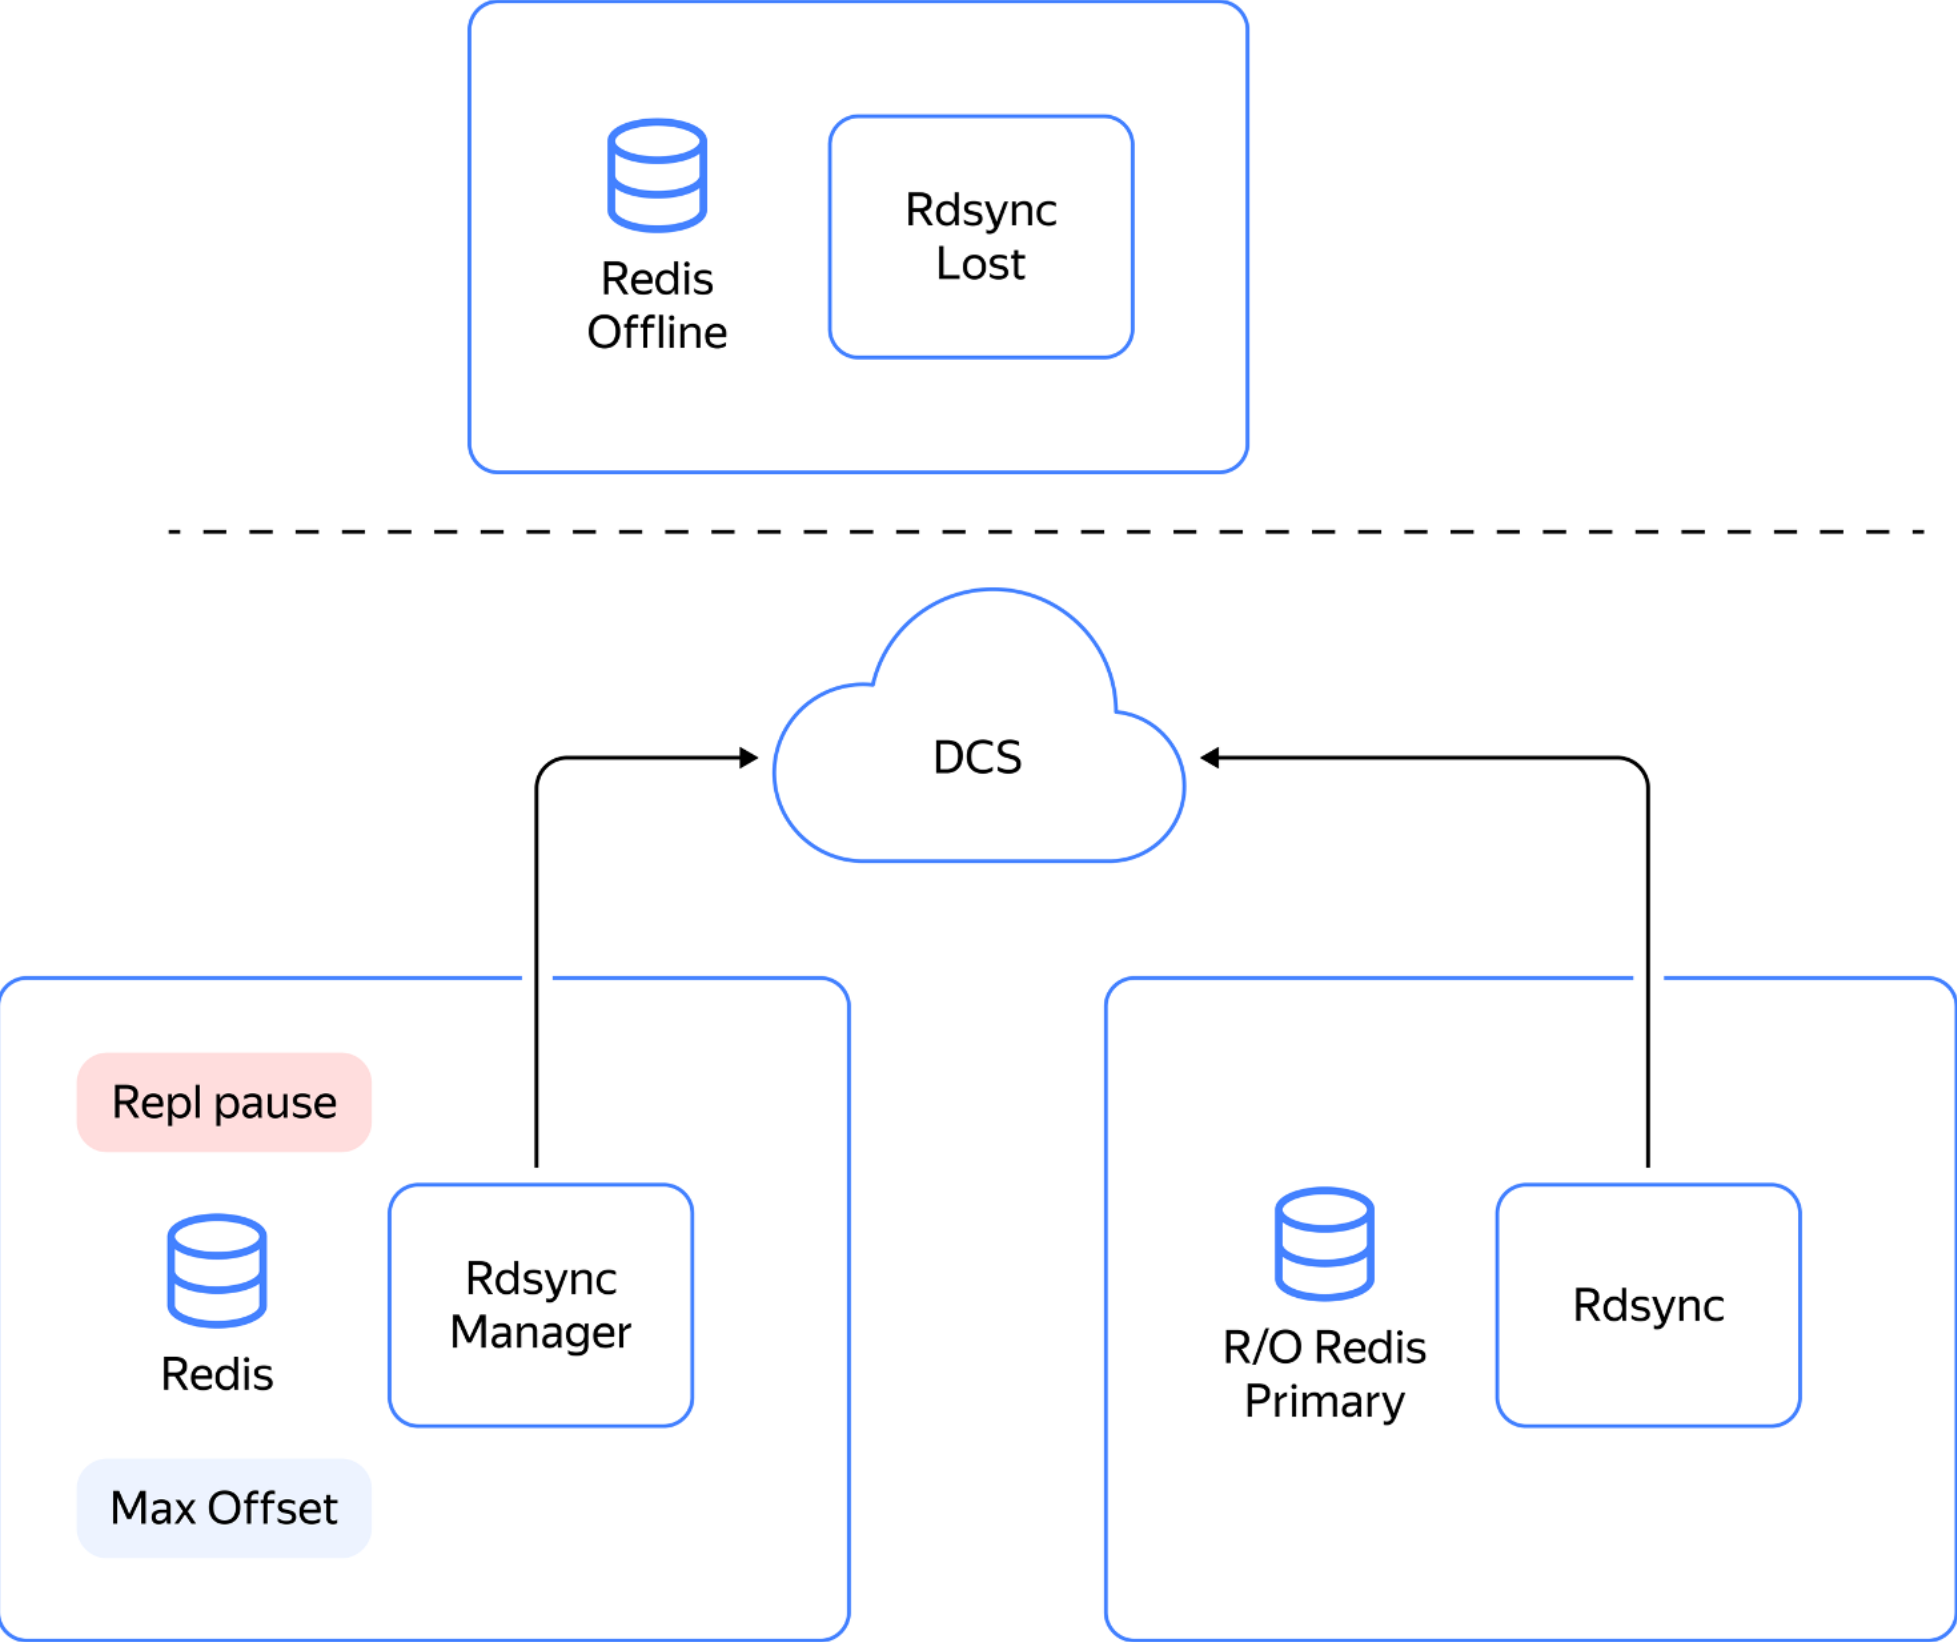 Redis
Offline
Rdsync
Lost
DCS
Repl pause
Redis
Rdsync
Manager
Max Offset
R/O Redis
Primary
Rdsync